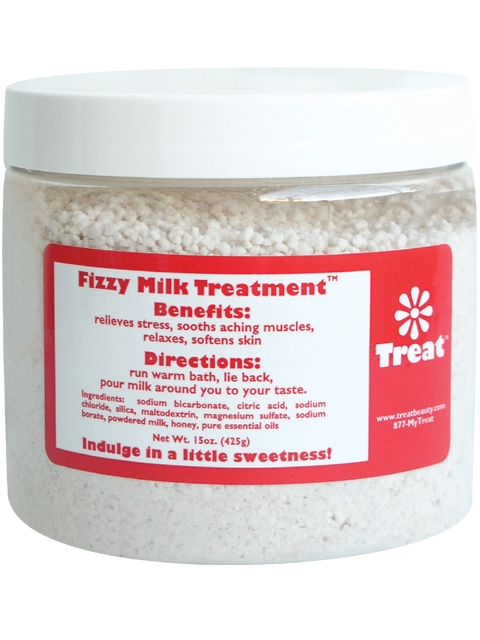 Fizzy Milk Treatment™
Benefits:
relieves stress, sooths aching muscles,
relaxes, softens skin
Directions:
run warm bath, lie back,
pour milk around you to your taste.
Ingredients: sodium bicarbonate, citric acid, sodium
chloride, silica, maltodextrin, magnesium sulfate, sodium
borate, powdered milk, honey, pure essential oils
Net Wt. 15oz. (425g)
Indulge in a little sweetness!
Treat™
www.treatbeauty.com
877-MyTreat